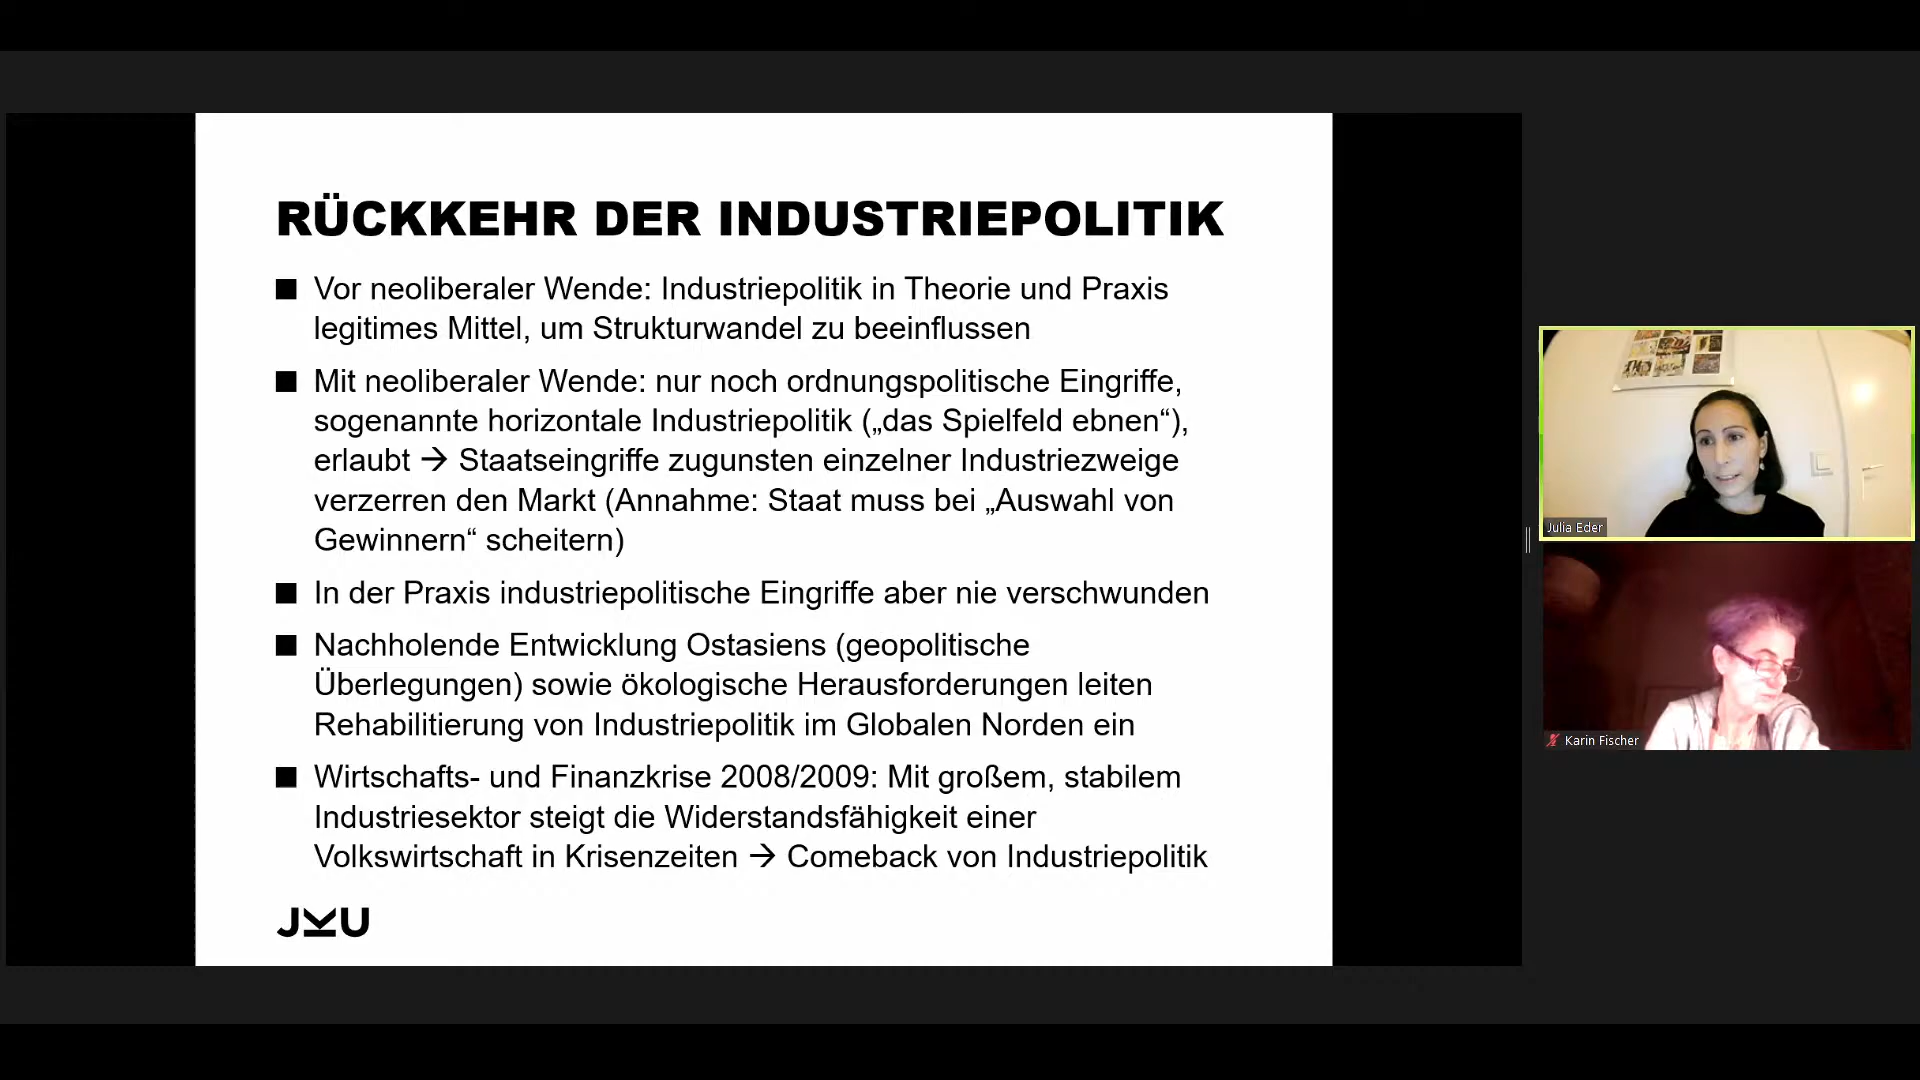 RÜCKKEHR DER INDUSTRIEPOLITIK
■ Vor neoliberaler Wende: Industriepolitik in Theorie und Praxis
legitimes Mittel, um Strukturwandel zu beeinflussen
■ Mit neoliberaler Wende: nur noch ordnungspolitische Eingriffe,
sogenannte horizontale Industriepolitik („das Spielfeld ebnen“),
erlaubt → Staatseingriffe zugunsten einzelner Industriezweige
verzerren den Markt (Annahme: Staat muss bei „Auswahl von
Gewinnern“ scheitern)
■ In der Praxis industriepolitische Eingriffe aber nie verschwunden
■ Nachholende Entwicklung Ostasiens (geopolitische
Überlegungen) sowie ökologische Herausforderungen leiten
Rehabilitierung von Industriepolitik im Globalen Norden ein
■ Wirtschafts- und Finanzkrise 2008/2009: Mit großem, stabilem
Industriesektor steigt die Widerstandsfähigkeit einer
Volkswirtschaft in Krisenzeiten → Comeback von Industriepolitik
JKU
Julia Eder
Karin Fischer